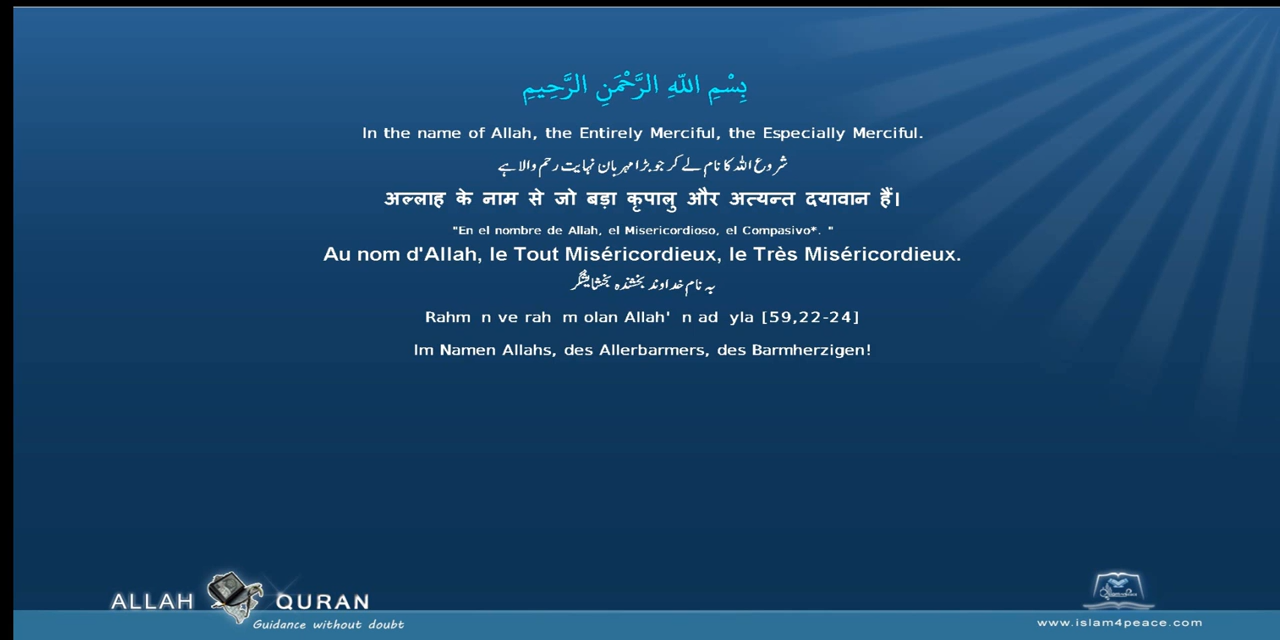 بِسْمِ اللَّهِ الرَّحْمَنِ الرَّحِيمِ
In the name of Allah, the Entirely Merciful, the Especially Merciful.
شروع اللہ کا نام لے کر جو بڑا مہربان نہایت رحم والا ہے
अल्लाह के नाम से जो बड़ा कृपालु और अत्यन्त दयावान हैं।
"En el nombre de Allah, el Misericordioso, el Compasivo*. "
Au nom d'Allah, le Tout Miséricordieux, le Très Miséricordieux.
به نام خداوند بخشنده بخشایشگر
Rahm n ve rah m olan Allah' n ad yla [59,22-24]
Im Namen Allahs, des Allerbarmers, des Barmherzigen!
ALLAH QURAN
Guidance without doubt
www.islam4peace.com